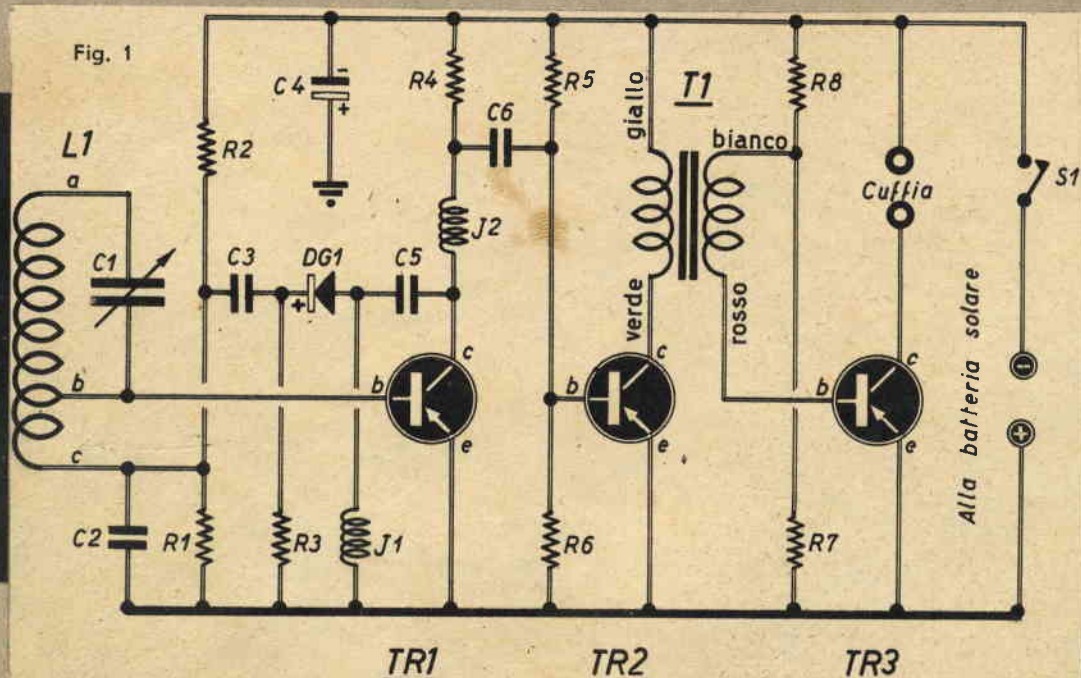 Fig. 1
L1
a
b
c
C1
C2
R2
R1
C3
R3
C4
-
+
DG1
+
J1
C5
R4
J2
C6
b
c
e
TR1
R5
R6
b
c
e
TR2
giallo
verde
T1
bianco
rosso
R8
R7
b
c
e
TR3
Cuffia
S1
Alla batteria solare
-
+